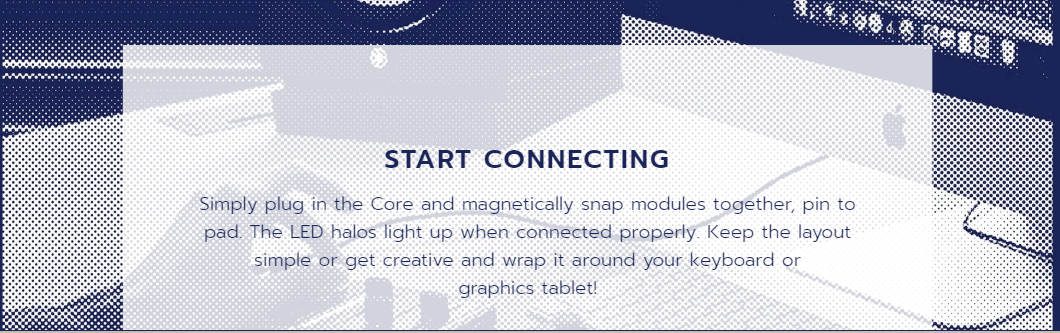 START CONNECTING
Simply plug in the Core and magnetically snap modules together, pin to
pad. The LED halos light up when connected properly. Keep the layout
simple or get creative and wrap it around your keyboard or
graphics tablet!